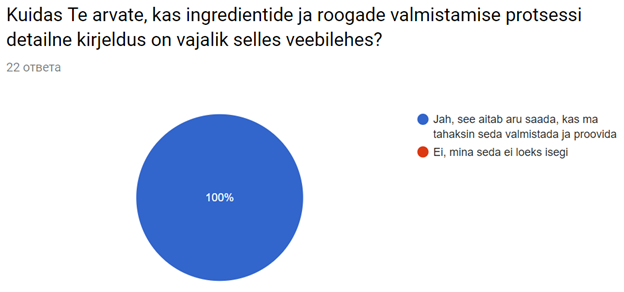 Kuidas Te arvate, kas ingredientide ja roogade valmistamise protsessi
detailne kirjeldus on vajalik selles veebilehes?
22 ответа
Jah, see aitab aru saada, kas ma
tahaksin seda valmistada ja proovida
Ei, mina seda ei loeks isegi
100%